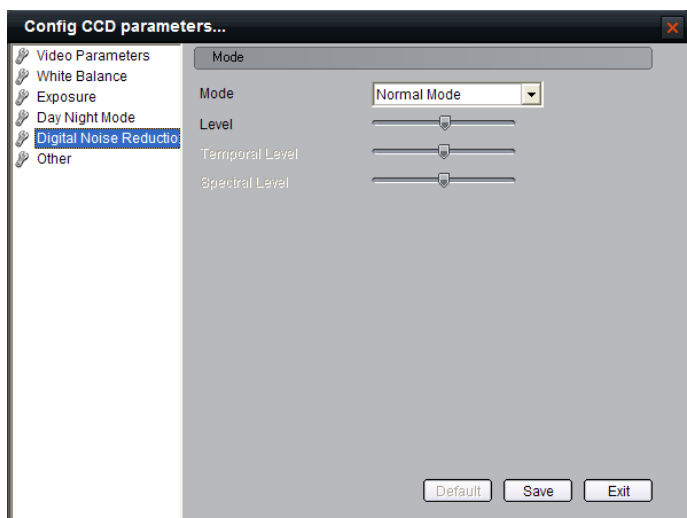 Config CCD parameters...
Video Parameters
White Balance
Exposure
Day Night Mode
Digital Noise Reductio
Other
Mode
Mode
Normal Mode
Level
Temporal Level
Spectral Level
Default
Save
Exit